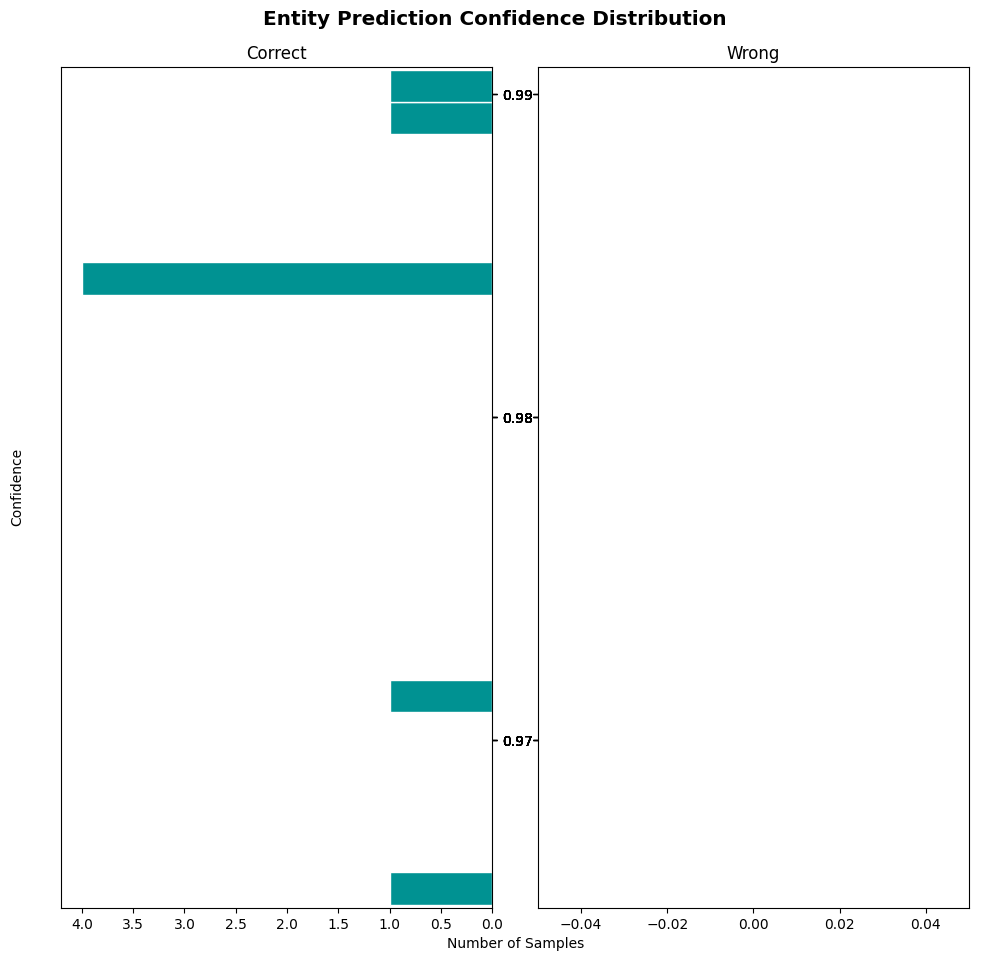 Entity Prediction Confidence Distribution
Correct
Wrong
0.99
0.98
0.97
Confidence
4.0 3.5 3.0 2.5 2.0 1.5 1.0 0.5 0.0
−0.04 −0.02 0.00 0.02 0.04
Number of Samples